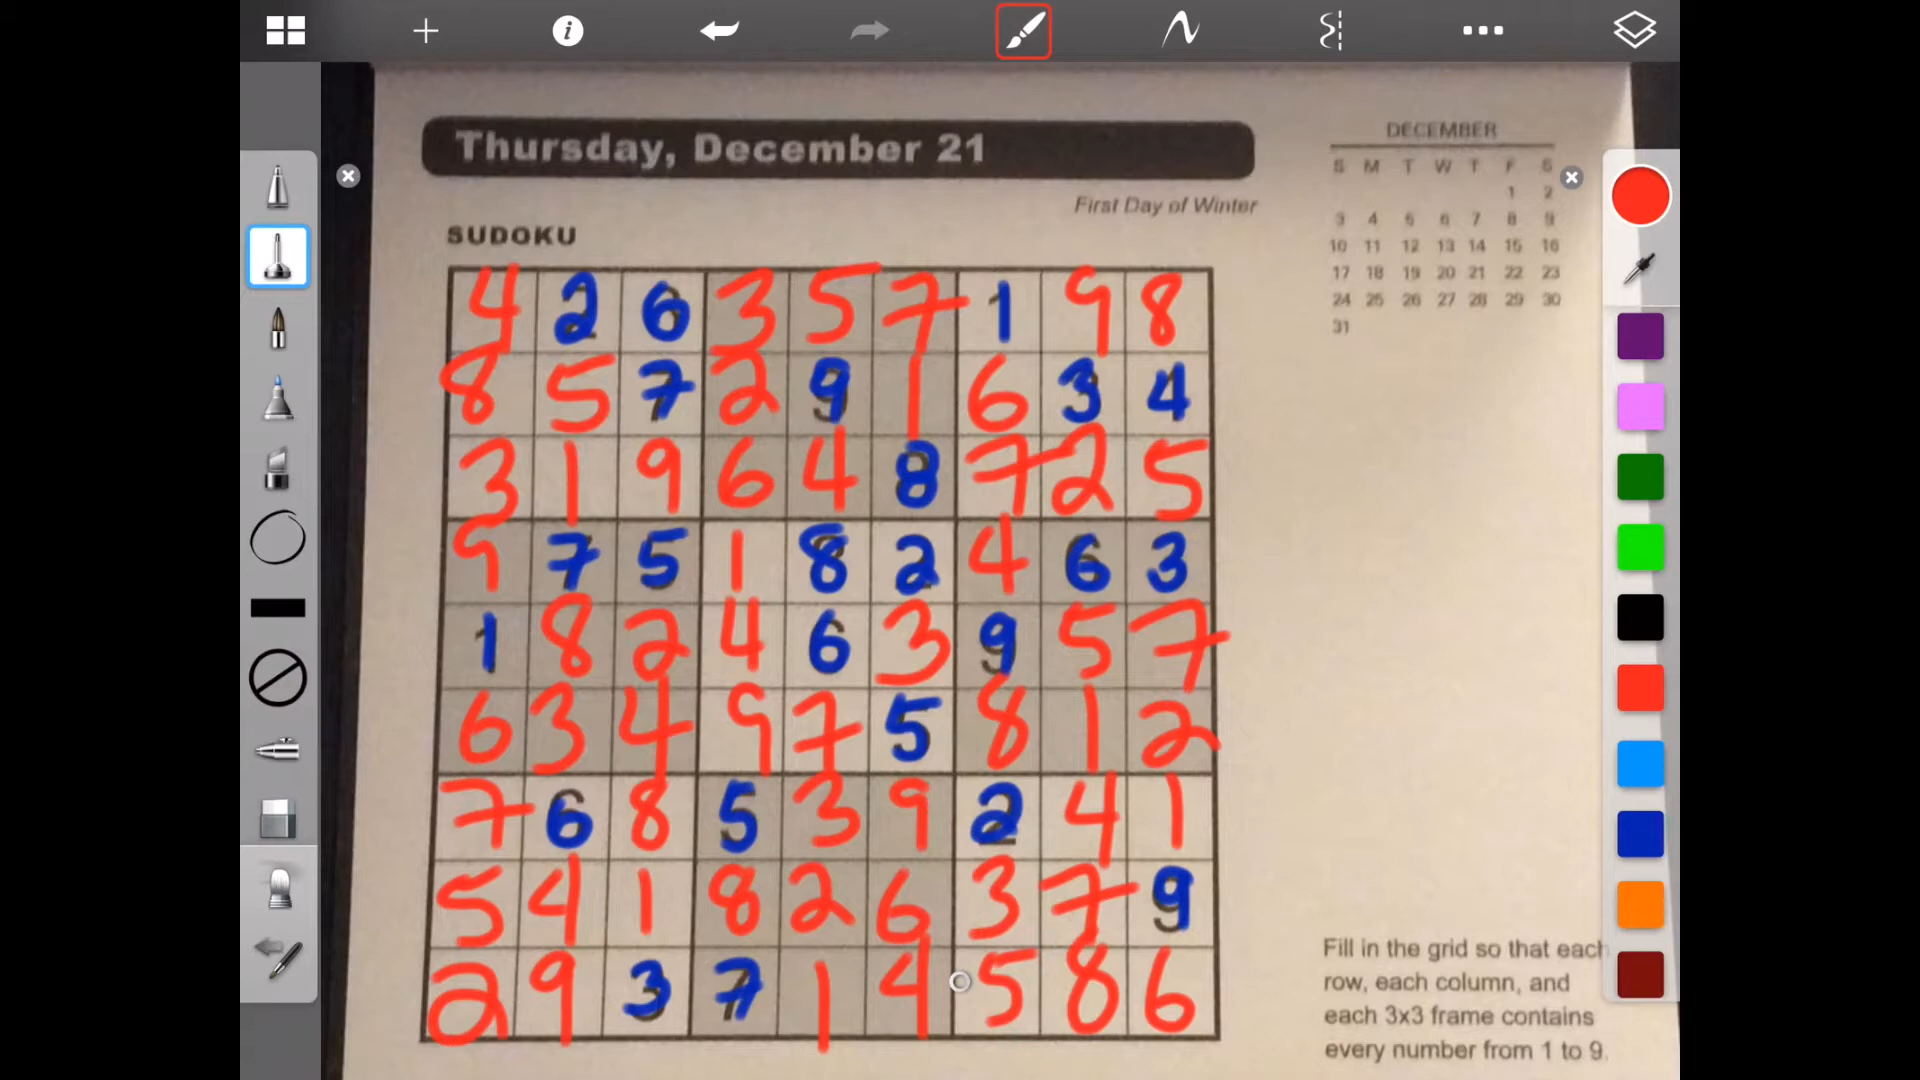 Thursday, December 21
First Day of Winter
SUDOKU
4 2 6 3 5 7 1 9 8
8 5 7 2 9 1 6 3 4
3 1 9 6 4 8 7 2 5
9 7 5 1 8 2 4 6 3
1 8 2 4 6 3 9 5 7
6 3 4 9 7 5 8 1 2
7 6 8 5 3 9 2 4 1
5 4 1 8 2 6 3 7 9
2 9 3 7 1 4 5 8 6
DECEMBER
S M T W T F S
1 2
3 4 5 6 7 8 9
10 11 12 13 14 15 16
17 18 19 20 21 22 23
24 25 26 27 28 29 30
31
Fill in the grid so that each
row, each column, and
each 3x3 frame contains
every number from 1 to 9.